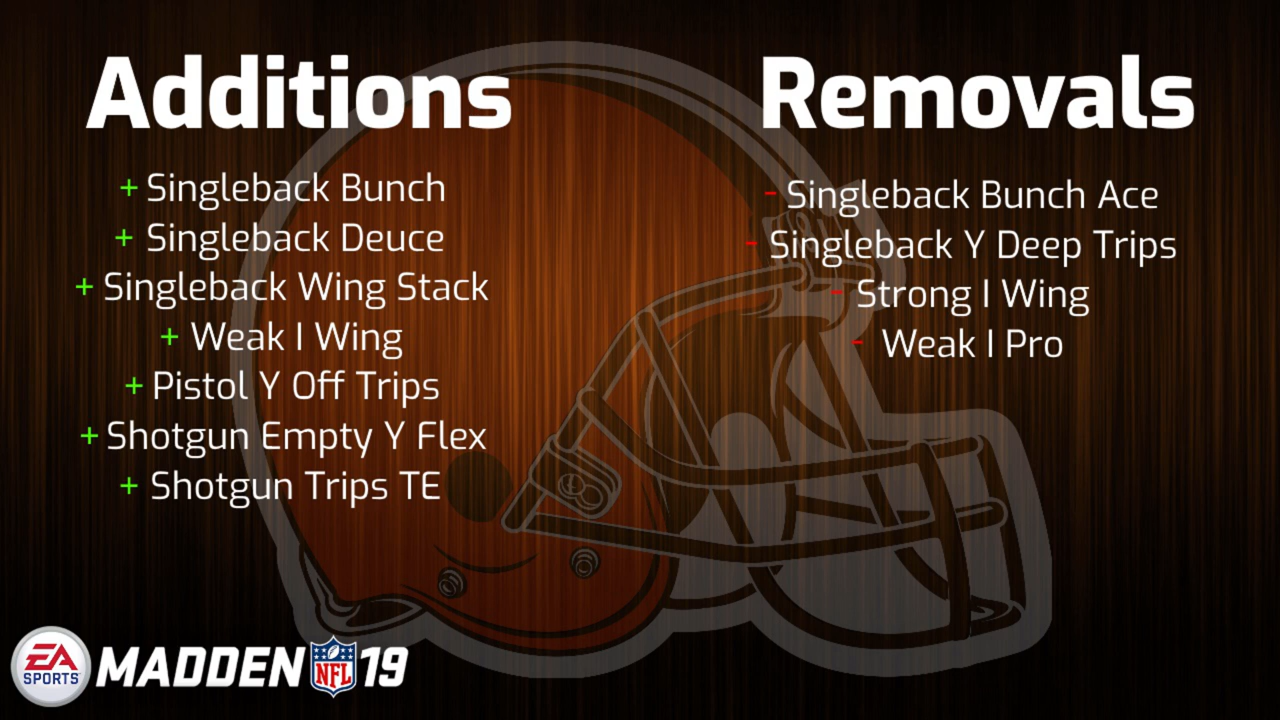 Additions
+ Singleback Bunch
+ Singleback Deuce
+ Singleback Wing Stack
+ Weak I Wing
+ Pistol Y Off Trips
+ Shotgun Empty Y Flex
+ Shotgun Trips TE
Removals
- Singleback Bunch Ace
- Singleback Y Deep Trips
- Strong I Wing
- Weak I Pro
EA SPORTS MADDEN NFL 19